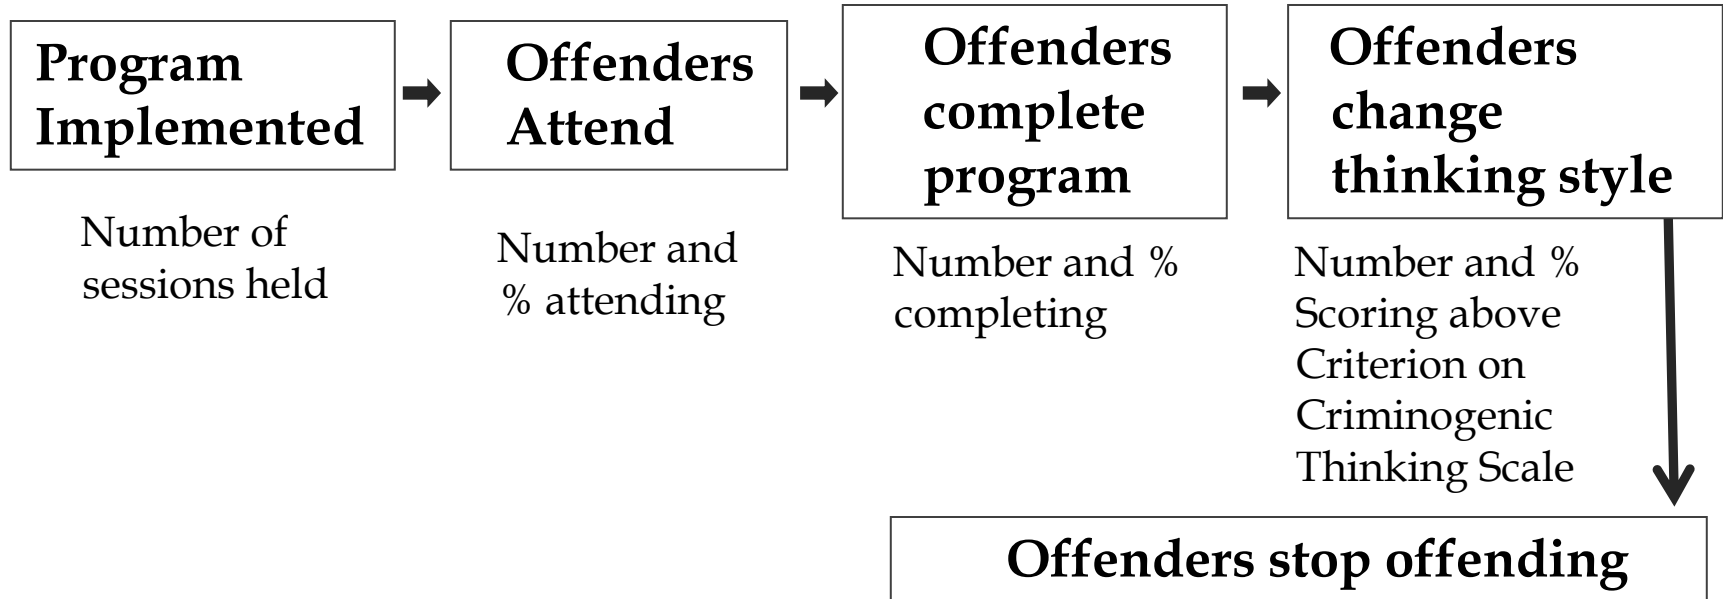 Program
Implemented
Offenders
Attend
Offenders
complete
program
Offenders
change
thinking style
Number of
sessions held
Number and
% attending
Number and %
completing
Number and %
Scoring above
Criterion on
Criminogenic
Thinking Scale
Offenders stop offending